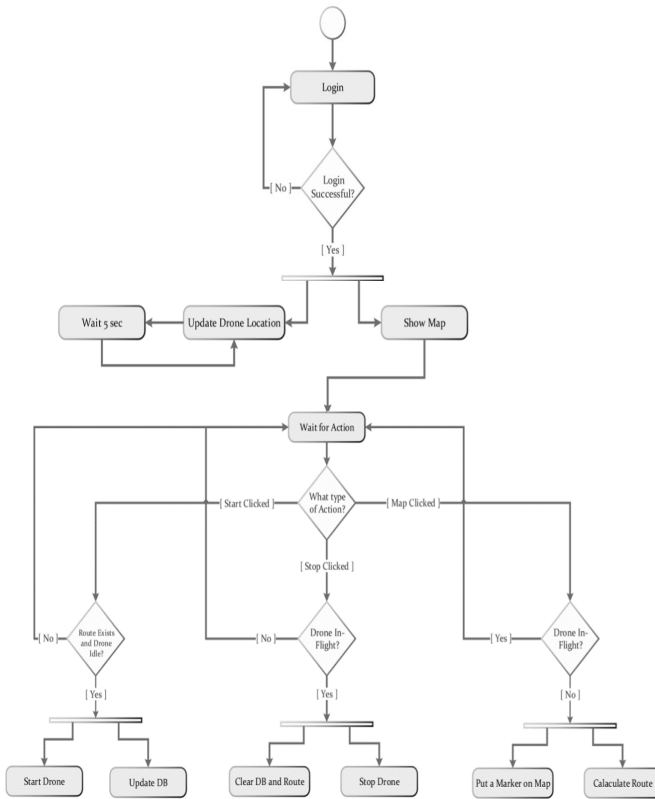 Login
Login
Successful?
[ No ]
[ Yes ]
Wait 5 sec
Update Drone Location
Show Map
Wait for Action
What type
of Action?
[ Start Clicked ]
[ Map Clicked ]
[ Stop Clicked ]
Route Exists
and Drone
Idle?
[ No ]
Drone In-
Flight?
[ No ]
Drone In-
Flight?
[ Yes ]
[ Yes ]
[ Yes ]
[ No ]
Start Drone
Update DB
Clear DB and Route
Stop Drone
Put a Marker on Map
Calaculate Route